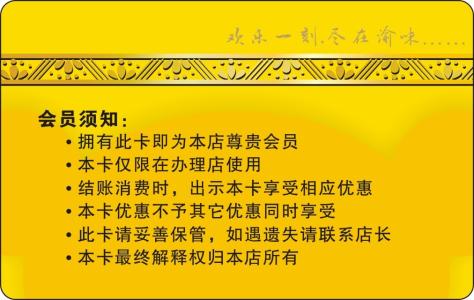 欢乐一刻.尽在渝味......
会员须知：
• 拥有此卡即为本店尊贵会员
• 本卡仅限在办理店使用
• 结账消费时，出示本卡享受相应优惠
• 本卡优惠不予其它优惠同时享受
• 此卡请妥善保管，如遇遗失请联系店长
• 本卡最终解释权归本店所有